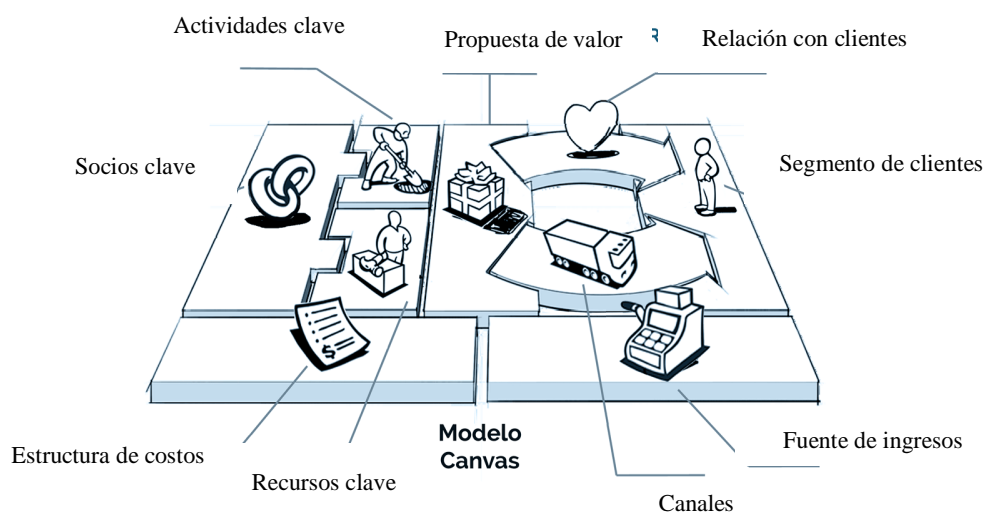 Actividades clave
Propuesta de valor
Relación con clientes
Socios clave
Segmento de clientes
$
Modelo
Canvas
Estructura de costos
Fuente de ingresos
Recursos clave
Canales